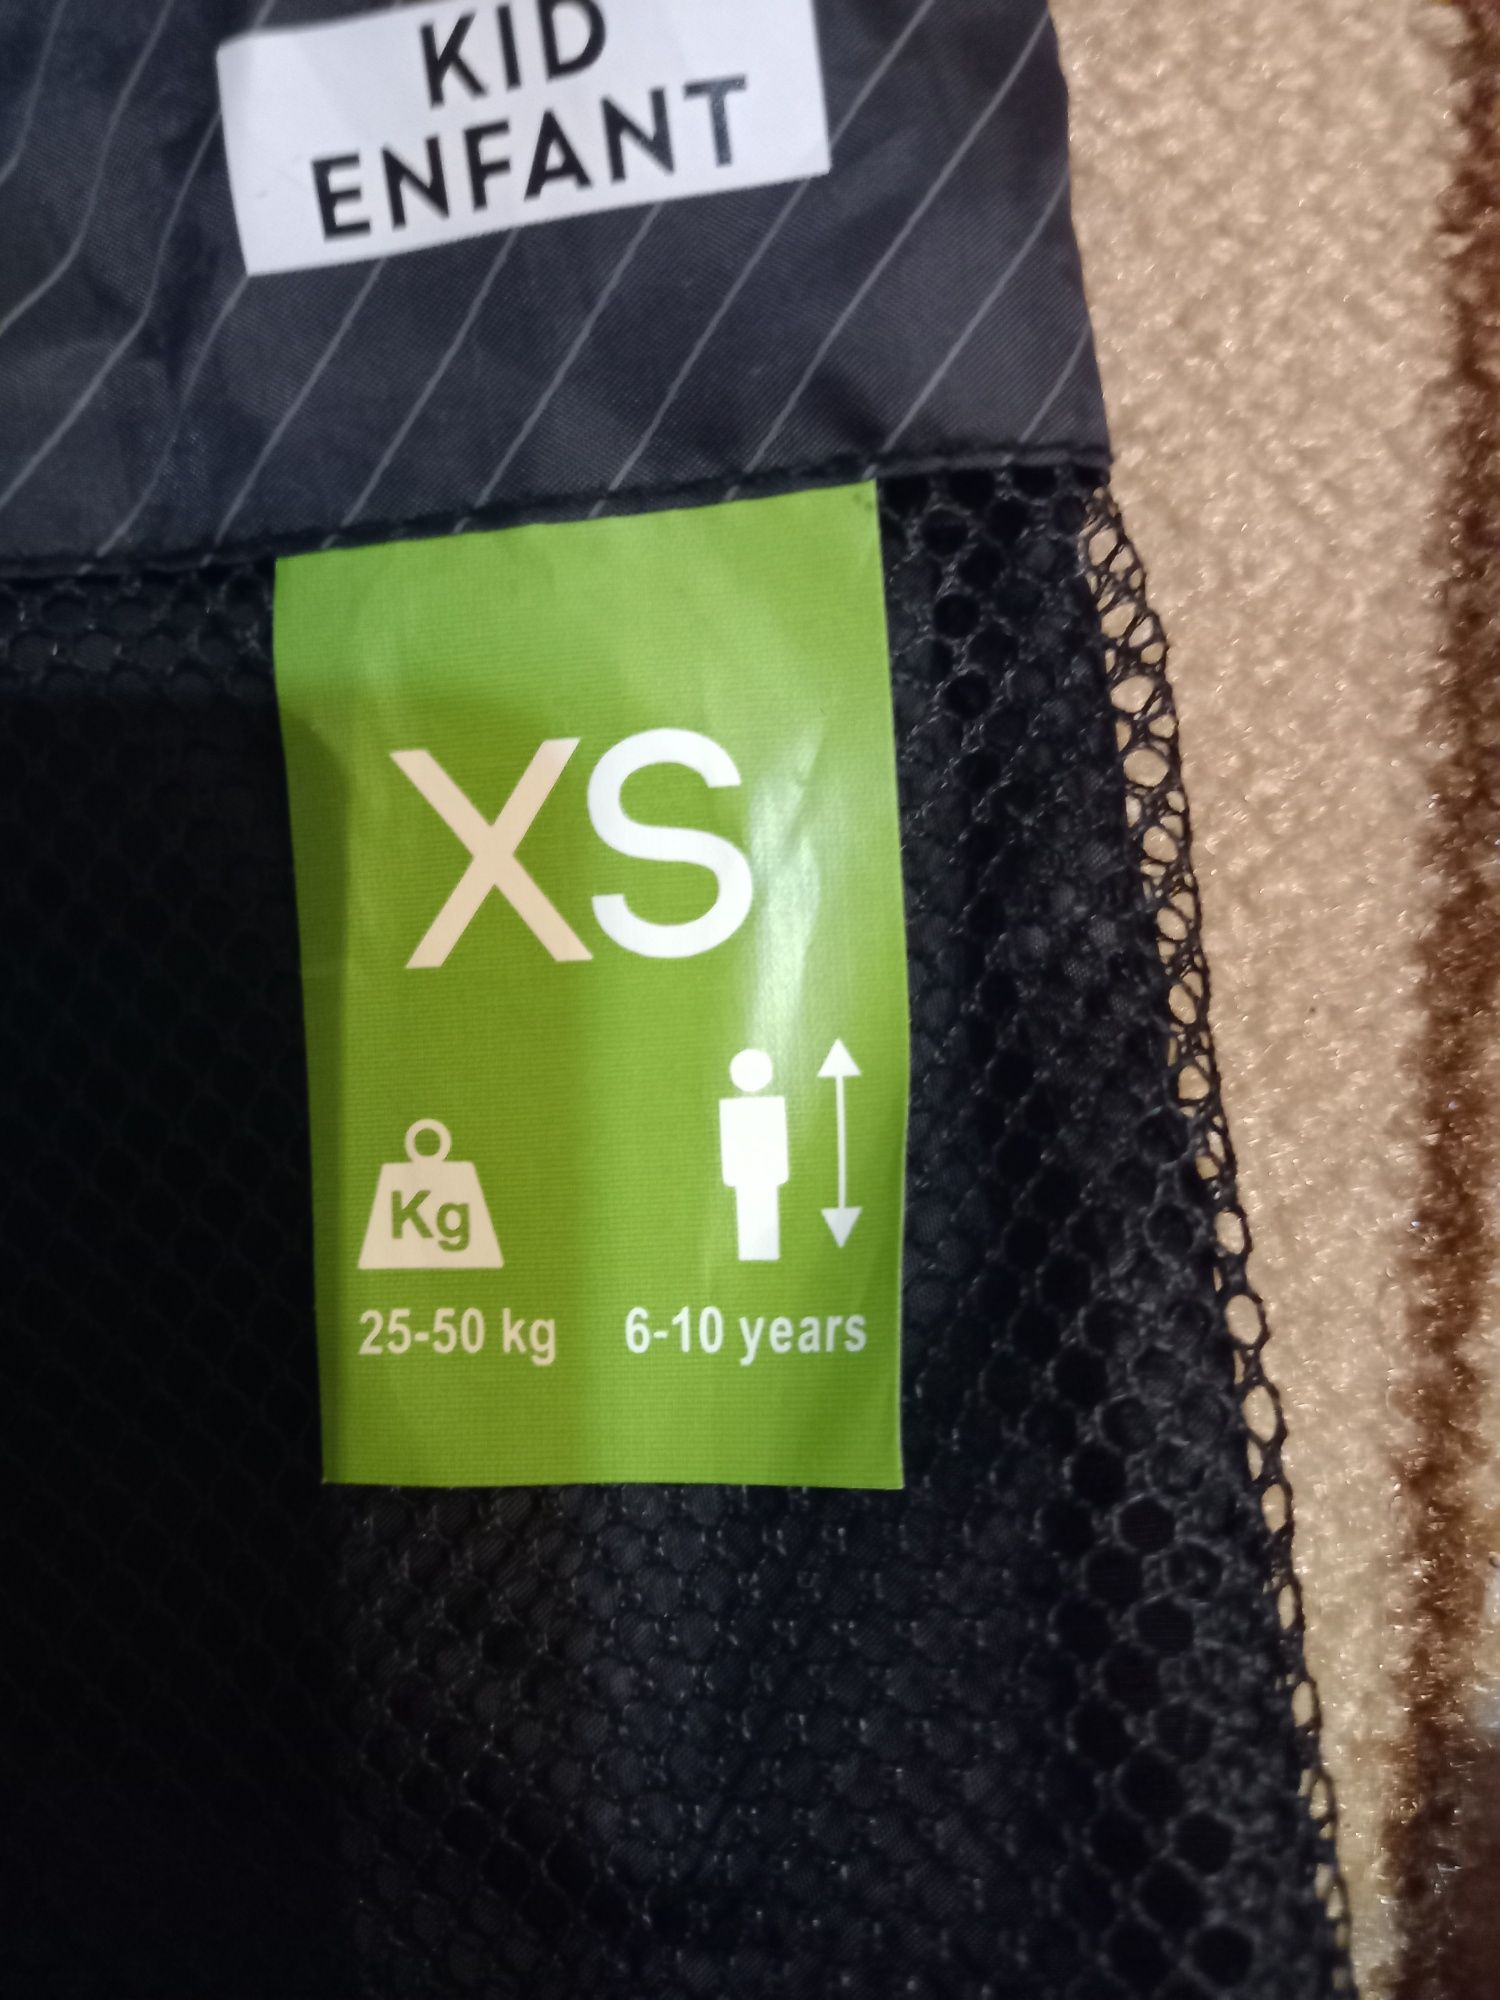 KID
ENFANT
XS
Kg
25-50 kg 6-10 years